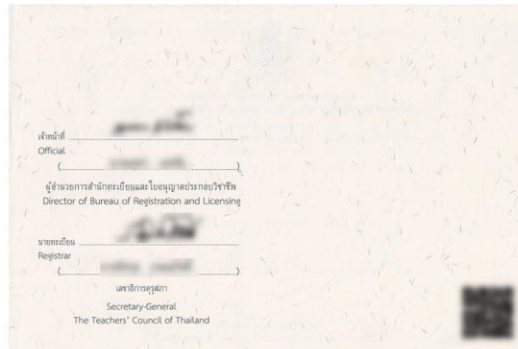 เจ้าหน้าที่
Official
( )
ผู้อำนวยการสำนักทะเบียนและใบอนุญาตประกอบวิชาชีพ
Director of Bureau of Registration and Licensing
นายทะเบียน
Registrar
( )
เลขาธิการคุรุสภา
Secretary-General
The Teachers' Council of Thailand